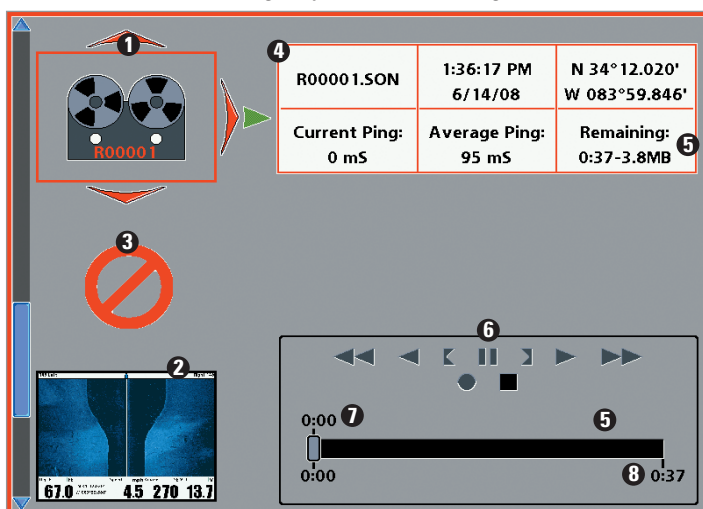 1
R00001
4
R00001.SON
1:36:17 PM
6/14/08
N 34°12.020'
W 083°59.846'
Current Ping:
0 mS
Average Ping:
95 mS
Remaining:
0:37-3.8MB
5
3
2
67.0
4.5
270
13.7
6
0:00
7
5
0:00
8
0:37